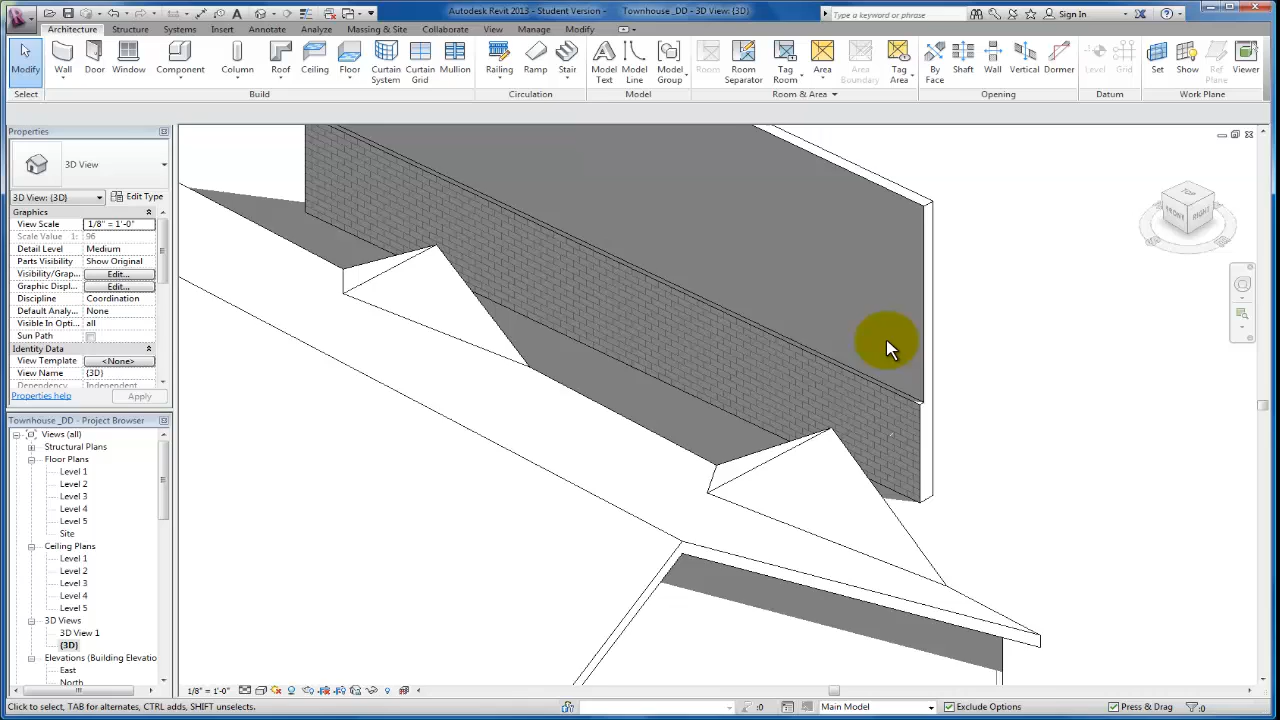 Autodesk Revit 2013 - Student Version - Townhouse_DD - 3D View: {3D}
Type a keyword or phrase
Sign In
Architecture Structure Systems Insert Annotate Analyze Massing & Site Collaborate View Manage Modify
Modify Wall Door Window Component Column Roof Ceiling Floor Curtain System Curtain Grid Mullion Railing Ramp Stair Model Text Model Line Model Group Room Room Separator Tag Room Area Area Boundary Tag Area By Face Shaft Wall Vertical Dormer Level Grid Set Show Ref Plane Viewer
Select Build Circulation Model Room & Area Opening Datum Work Plane
Properties
3D View
3D View: {3D} Edit Type
Graphics
View Scale 1/8" = 1'-0"
Scale Value 1: 96
Detail Level Medium
Parts Visibility Show Original
Visibility/Grap... Edit...
Graphic Displ... Edit...
Discipline Coordination
Default Analy... None
Visible In Opti... all
Sun Path
Identity Data
View Template <None>
View Name {3D}
Dependency Independent
Properties help Apply
Townhouse _DD - Project Browser
Views (all)
Structural Plans
Floor Plans
Level 1
Level 2
Level 3
Level 4
Level 5
Site
Ceiling Plans
Level 1
Level 2
Level 3
Level 4
Level 5
3D Views
3D View 1
{3D}
Elevations (Building Elevatio
East
North
TOP
FRONT RIGHT
1/8" = 1'-0"
Click to select, TAB for alternates, CTRL adds, SHIFT unselects. :0 Main Model Exclude Options Press & Drag :0